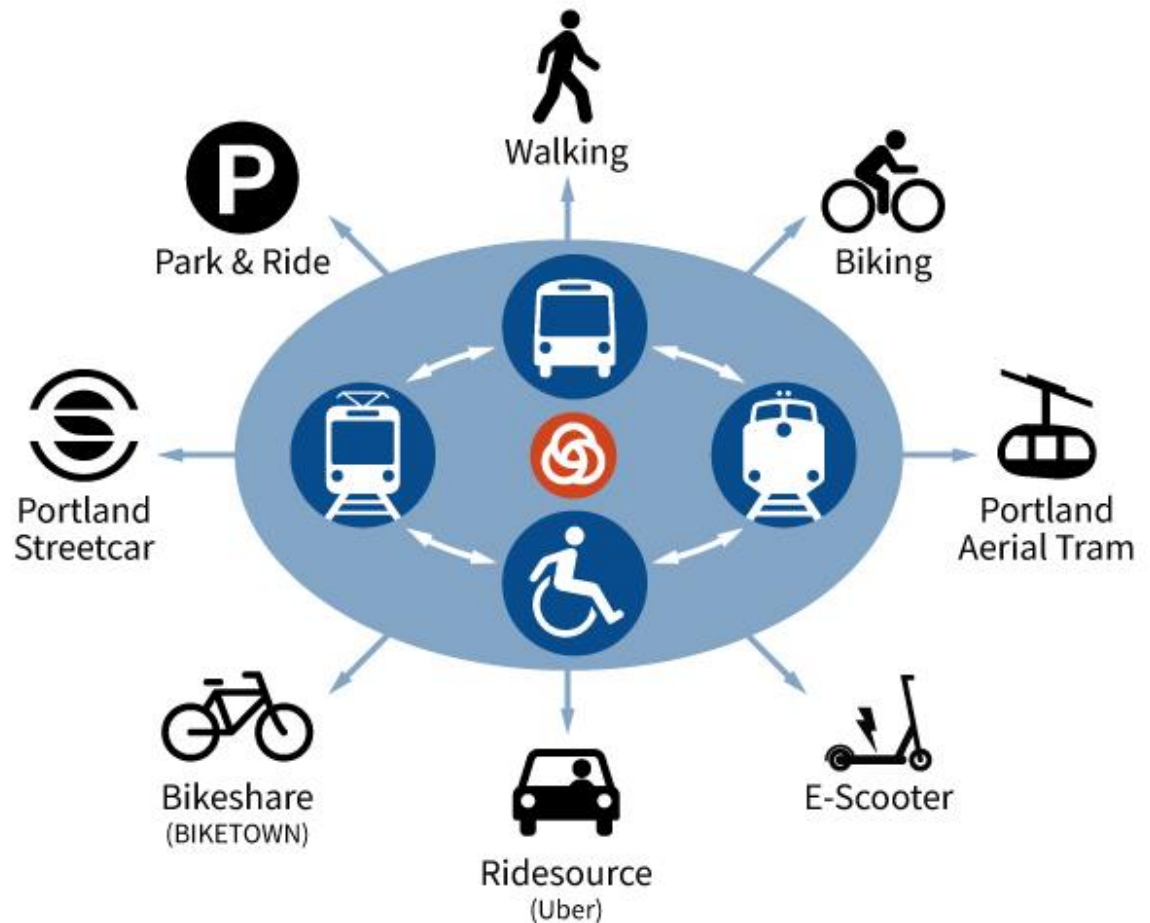 Walking
P
Park & Ride
Biking
Portland
Streetcar
Portland
Aerial Tram
Bikeshare
(BIKETOWN)
E-Scooter
Ridesource
(Uber)